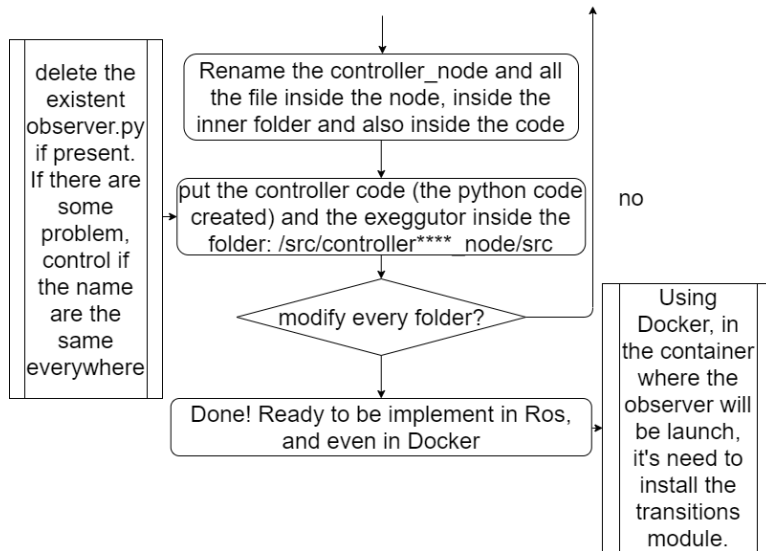 Rename the controller_node and all
the file inside the node, inside the
inner folder and also inside the code
delete the
existent
observer.py
if present.
If there are
some
problem,
control if
the name
are the
same
everywhere
put the controller code (the python code
created) and the exeggutor inside the
folder: /src/controller****_node/src
no
modify every folder?
Using
Docker, in
the container
where the
observer will
be launch,
it's need to
install the
transitions
module.
Done! Ready to be implement in Ros,
and even in Docker